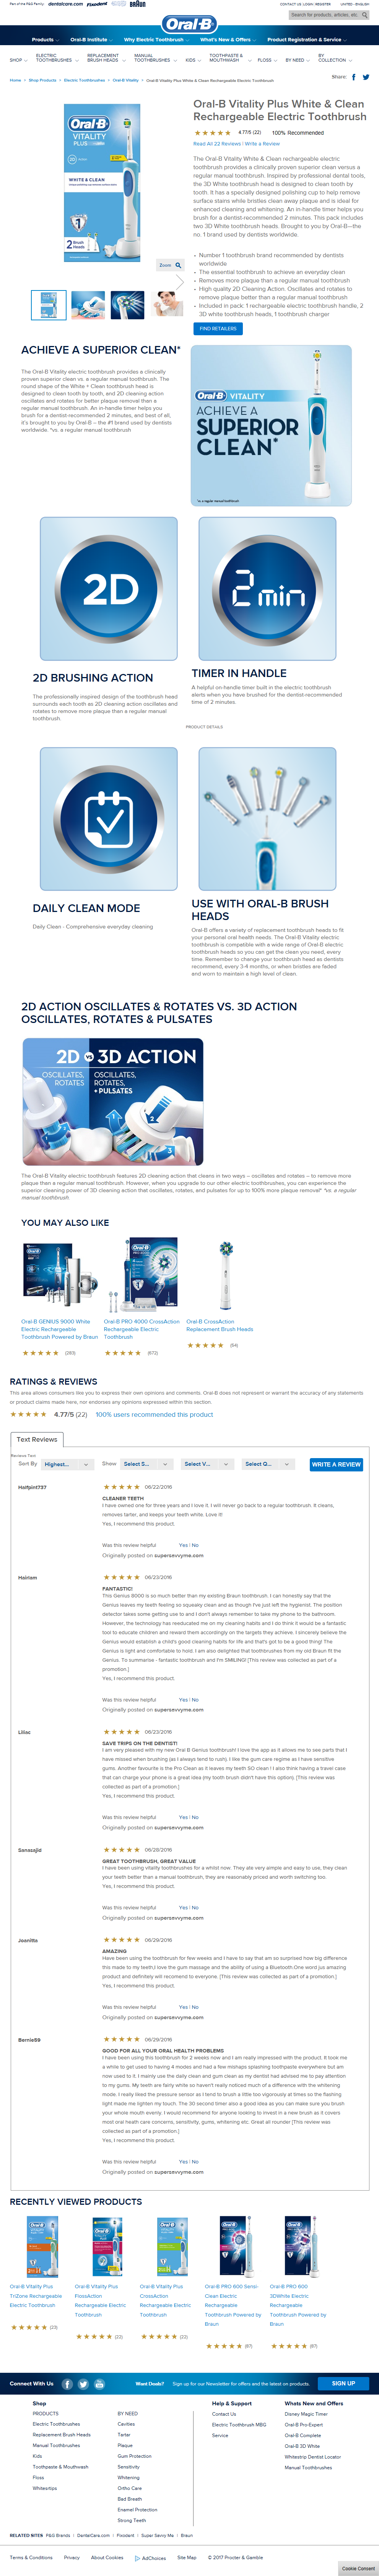 Part of the P&G Family: dentalcare.com Fixodent BRAUN
CONTACT US LOGIN REGISTER UNITED - ENGLISH
Oral-B
Search for products, articles, etc.
Products Oral-B Institute Why Electric Toothbrush What's New & Offers Product Registration & Service
SHOP ELECTRIC TOOTHBRUSHES REPLACEMENT BRUSH HEADS MANUAL TOOTHBRUSHES KIDS TOOTHPASTE & MOUTHWASH FLOSS BY NEED BY COLLECTION
Home > Shop Products > Electric Toothbrushes > Oral-B Vitality > Oral-B Vitality Plus White & Clean Rechargeable Electric Toothbrush
Share:
Oral-B Vitality Plus White & Clean
Rechargeable Electric Toothbrush
4.77/5 (22) 100% Recommended
Read All 22 Reviews | Write a Review
The Oral-B Vitality White & Clean rechargeable electric
toothbrush provides a clinically proven superior clean versus a
regular manual toothbrush. Inspired by professional dental tools,
the 3D White toothbrush head is designed to clean tooth by
tooth. It has a specially designed polishing cup to help remove
surface stains while bristles clean away plaque and is ideal for
enhanced cleaning and whitening. An in-handle timer helps you
brush for a dentist-recommended 2 minutes. This pack includes
two 3D White toothbrush heads. Brought to you by Oral-B—the
no. 1 brand used by dentists worldwide.
Oral-B
VITALITY
PLUS
2D ACTION
WHITE & CLEAN
2 Brush Heads
Zoom
• Number 1 toothbrush brand recommended by dentists
worldwide
• The essential toothbrush to achieve an everyday clean
• Removes more plaque than a regular manual toothbrush
• High quality 2D Cleaning Action. Oscillates and rotates to
remove more plaque than a regular manual toothbrush
• Included in pack: 1 rechargeable electric toothbrush handle, 2
3D white toothbrush heads, 1 toothbrush charger
FIND RETAILERS
ACHIEVE A SUPERIOR CLEAN*
The Oral-B Vitality electric toothbrush provides a clinically
proven superior clean vs. a regular manual toothbrush. The
round shape of the White + Clean toothbrush head is
designed to clean tooth by tooth, and 2D cleaning action
oscillates and rotates for better plaque removal than a
regular manual toothbrush. An in-handle timer helps you
brush for a dentist-recommended 2 minutes, and best of all,
it's brought to you by Oral-B – the #1 brand used by dentists
worldwide. *vs. a regular manual toothbrush
Oral-B VITALITY
ACHIEVE A
SUPERIOR
CLEAN*
*vs. a regular manual toothbrush
2D
2 min
2D BRUSHING ACTION
The professionally inspired design of the toothbrush head
surrounds each tooth as 2D cleaning action oscillates and
rotates to remove more plaque than a regular manual
toothbrush.
TIMER IN HANDLE
A helpful on-handle timer built in the electric toothbrush
alerts when you have brushed for the dentist-recommended
time of 2 minutes.
PRODUCT DETAILS
DAILY CLEAN MODE
Daily Clean - Comprehensive everyday cleaning.
USE WITH ORAL-B BRUSH
HEADS
Oral-B offers a variety of replacement toothbrush heads to fit
your personal oral health needs. The Oral-B Vitality electric
toothbrush is compatible with a wide range of Oral-B electric
toothbrush heads so you can get the clean you need, every
time. Remember to change your toothbrush head as dentists
recommend, every 3-4 months, or when bristles are faded
and worn to maintain a high level of clean.
2D ACTION OSCILLATES & ROTATES VS. 3D ACTION
OSCILLATES, ROTATES & PULSATES
2D vs 3D ACTION
OSCILLATES, ROTATES
OSCILLATES, ROTATES, + PULSATES
1
2
3
The Oral-B Vitality electric toothbrush features 2D cleaning action that cleans in two ways – oscillates and rotates – to remove more
plaque than a regular manual toothbrush. However, when you upgrade to our other electric toothbrushes, you can experience the
superior cleaning power of 3D cleaning action that oscillates, rotates, and pulsates for up to 100% more plaque removal* *vs. a regular
manual toothbrush.
YOU MAY ALSO LIKE
Oral-B GENIUS 9000 White
Electric Rechargeable
Toothbrush Powered by Braun
(283)
Oral-B PRO 4000 CrossAction
Rechargeable Electric
Toothbrush
(672)
Oral-B CrossAction
Replacement Brush Heads
(64)
RATINGS & REVIEWS
This area allows consumers like you to express their own opinions and comments. Oral-B does not represent or warrant the accuracy of any statements
or product claims made here, nor endorses any opinions expressed within this section.
4.77/5 (22) 100% users recommended this product
Text Reviews
Reviews Text
Sort By Highest... Show Select S... Select V... Select Q... WRITE A REVIEW
Halfpint737 06/22/2016
CLEANER TEETH
I have owned one for three years and I love it. I will never go back to a regular toothbrush. It cleans,
removes tarter, and keeps your teeth white. Love it!
Yes, I recommend this product.
Was this review helpful Yes | No
Originally posted on supersavvyme.com
Hairiam 06/23/2016
FANTASTIC!
This Genius 9000 is so much better than my existing Braun toothbrush. I can honestly say the
Genius leaves my teeth feeling so squeaky clean and as though I've just left the hygienist. The position
detector takes some getting use to and I don't always remember to take my phone to the bathroom.
However, the technology has reeducated me on my cleaning habits and I do think it would be a fantastic
tool to educate children and reward them accordingly on the targets they achieve. I sincerely believe the
Genius would establish a child's good cleaning habits for life and that's got to be a good thing! The
Genius is light and comfortable to hold. I am also delighted that toothbrush heads from my old Braun fit the
Genius. To summarise - fantastic toothbrush and I'm SMILING! [This review was collected as part of a
promotion.]
Yes, I recommend this product.
Was this review helpful Yes | No
Originally posted on supersavvyme.com
Liliac 06/23/2016
SAVE TRIPS ON THE DENTIST!
I am very pleased with my new Oral B Genius toothbrush! I love the app as it allows me to see parts that I
have missed when brushing (as I always tend to rush). I like the gum care regime as I have sensitive
gums. Another favourite is the Pro Clean as it leaves my teeth SO clean ! I also think having a travel case
that can charge your phone is a great idea (my tooth brush didn't have this option). [This review was
collected as part of a promotion.]
Yes, I recommend this product.
Was this review helpful Yes | No
Originally posted on supersavvyme.com
Sanasajid 06/28/2016
GREAT TOOTHBRUSH, GREAT VALUE
I have been using vitality toothbrushes for a whilst now. They ate very ample and easy to use, they clean
your teeth better than a manual toothbrush, they are reasonably priced and worth switching too
Yes, I recommend this product.
Was this review helpful Yes | No
Originally posted on supersavvyme.com
Joanitta 06/29/2016
AMAZING
Have been using the toothbrush for few weeks and I have to say that am so surprised how big difference
this made to my teeth.I love the gum massage and the ability of using a Bluetooth.One word jus amazing
product and definitely will recommend to everyone. [This review was collected as part of a promotion.]
Yes, I recommend this product.
Was this review helpful Yes | No
Originally posted on supersavvyme.com
Bernie59 06/29/2016
GOOD FOR ALL YOUR ORAL HEALTH PROBLEMS
I have been using this toothbrush for 2 weeks now and I am really impressed with the product. It took me
a while to get used to as having 4 modes and had a few mishaps splashing toothpaste everywhere but am
now used to it. I mainly use the deep clean and gum clean as my dentist had advised me to pay attention
to my gums. My teeth are fairly white so haven't really noticed much of a difference with the whitening
mode. I really liked the pressure sensor as I tend to brush a little too vigorously at times so the flashing
light made me lighten my touch. The 30 second timer also a good idea as you can make sure you brush
your whole mouth evenly. I would recommend for anyone looking to invest in a new brush as it covers
most oral heath care concerns, sensitivity, gums, whitening etc. Great all rounder [This review was
collected as part of a promotion.]
Yes, I recommend this product.
Was this review helpful Yes | No
Originally posted on supersavvyme.com
RECENTLY VIEWED PRODUCTS
Oral-B Vitality Plus
TriZone Rechargeable
Electric Toothbrush
(23)
Oral-B Vitality Plus
FlossAction
Rechargeable Electric
Toothbrush
(22)
Oral-B Vitality Plus
CrossAction
Rechargeable Electric
Toothbrush
(22)
Oral-B PRO 600 Sensi-
Clean Electric
Rechargeable
Toothbrush Powered by
Braun
(67)
Oral-B PRO 600
3DWhite Electric
Rechargeable
Toothbrush Powered by
Braun
(67)
Connect With Us Want Deals? Sign up for our Newsletter for offers and the latest on products. SIGN UP
Shop
PRODUCTS
Electric Toothbrushes
Replacement Brush Heads
Manual Toothbrushes
Kids
Toothpaste & Mouthwash
Floss
Whitestrips
BY NEED
Cavities
Tartar
Plaque
Gum Protection
Sensitivity
Whitening
Ortho Care
Bad Breath
Enamel Protection
Strong Teeth
Help & Support
Contact Us
Electric Toothbrush MBG
Service
Whats New and Offers
Disney Magic Timer
Oral-B Pro-Expert
Oral-B Complete
Oral-B 3D White
Whitestrip Dentist Locator
Manual Toothbrushes
RELATED SITES P&G Brands | DentalCare.com | Fixodent | Super Savvy Me | Braun
Terms & Conditions Privacy About Cookies AdChoices Site Map © 2017 Procter & Gamble
Cookie Consent